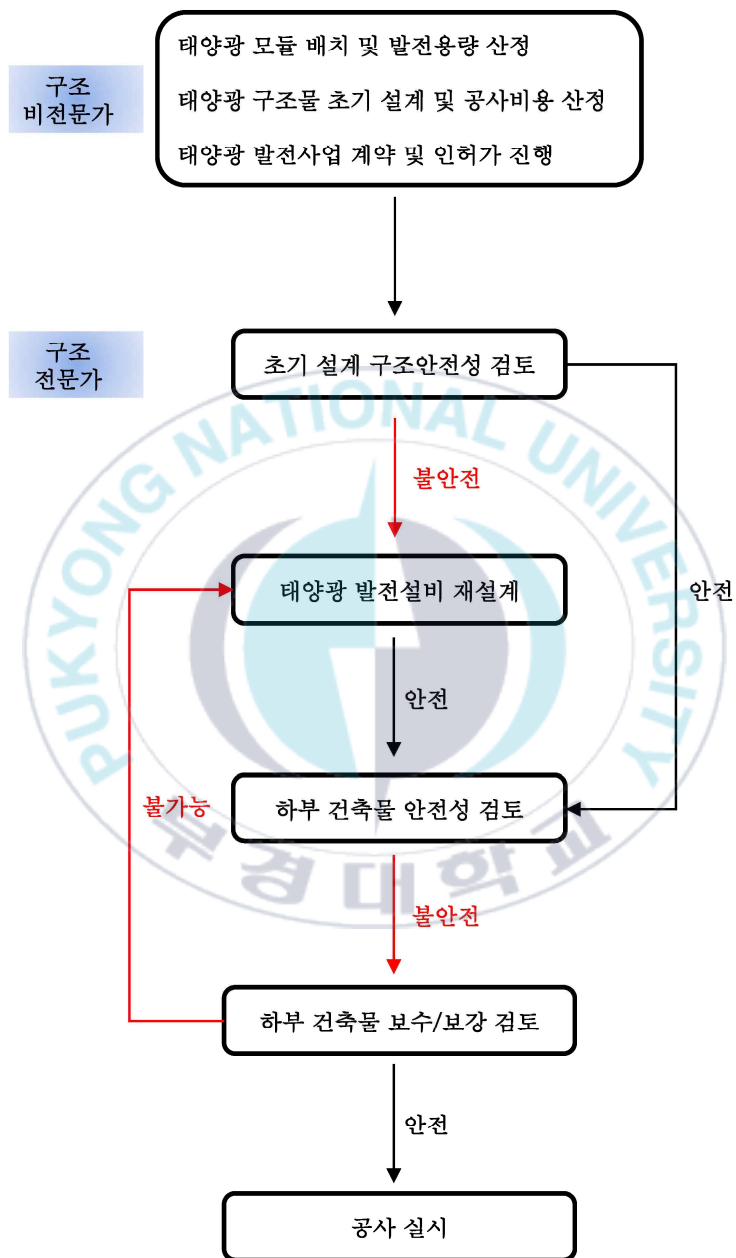 태양광 모듈 배치 및 발전용량 산정
구조
비전문가
태양광 구조물 초기 설계 및 공사비용 산정
태양광 발전사업 계약 및 인허가 진행
구조
전문가
초기 설계 구조안전성 검토
불안전
태양광 발전설비 재설계
안전
안전
하부 건축물 안전성 검토
불가능
불안전
하부 건축물 보수/보강 검토
안전
공사 실시
PUKYONG NATIONAL UNIVERSITY
부경대학교